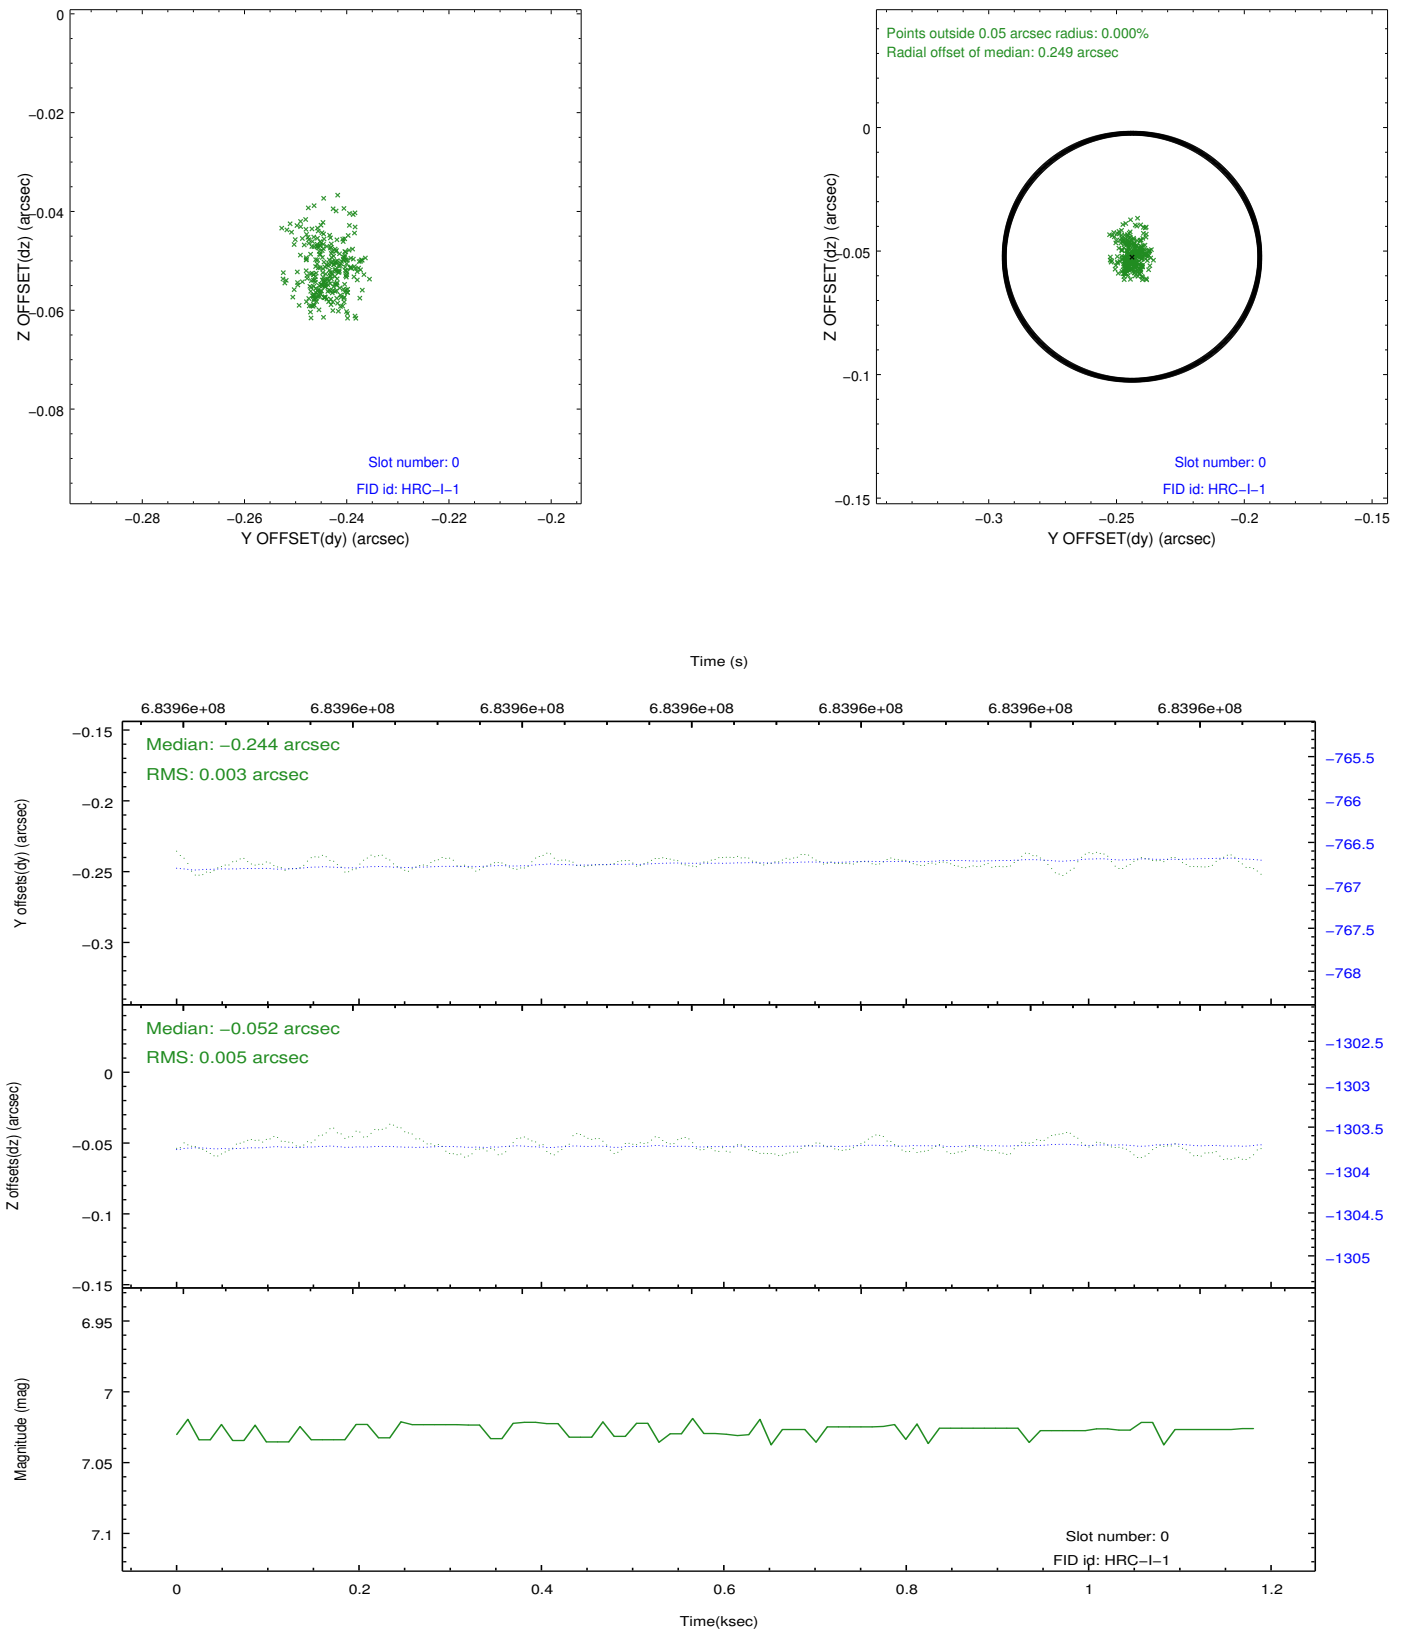 0
−0.02
−0.04
−0.06
−0.08
Z OFFSET(dz) (arcsec)
Slot number: 0
FID id: HRC−I−1
−0.28
−0.26
−0.24
−0.22
−0.2
Y OFFSET(dy) (arcsec)
Points outside 0.05 arcsec radius: 0.000%
Radial offset of median: 0.249 arcsec
0
−0.05
−0.1
−0.15
Z OFFSET(dz) (arcsec)
Slot number: 0
FID id: HRC−I−1
−0.3
−0.25
−0.2
−0.15
Y OFFSET(dy) (arcsec)
Time (s)
6.8396e+08 6.8396e+08 6.8396e+08 6.8396e+08 6.8396e+08 6.8396e+08 6.8396e+08
Median: −0.244 arcsec
RMS: 0.003 arcsec
−0.15
−0.2
−0.25
−0.3
Y offsets(dy) (arcsec)
−765.5
−766
−766.5
−767
−767.5
−768
Median: −0.052 arcsec
RMS: 0.005 arcsec
0
−0.05
−0.1
−0.15
Z offsets(dz) (arcsec)
−1302.5
−1303
−1303.5
−1304
−1304.5
−1305
6.95
7
7.05
7.1
Magnitude (mag)
Slot number: 0
FID id: HRC−I−1
0
0.2
0.4
0.6
0.8
1
1.2
Time(ksec)